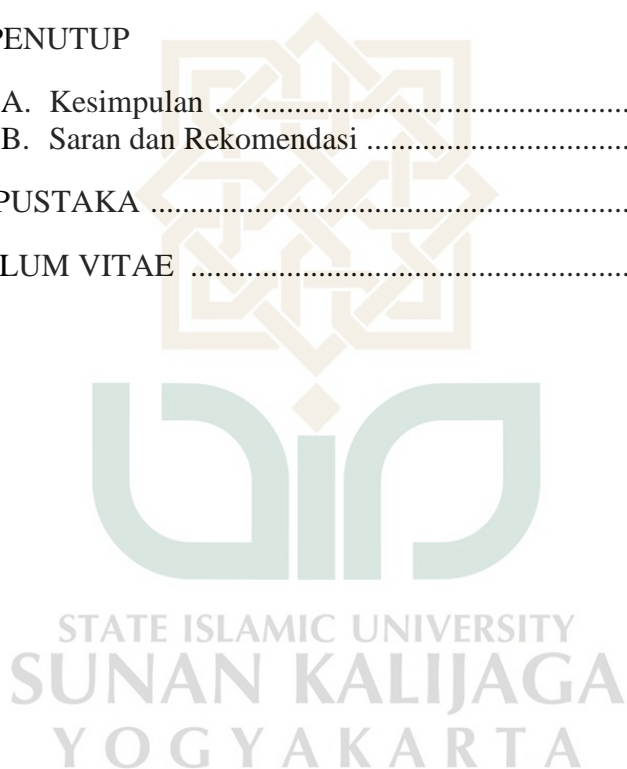 PENUTUP
A. Kesimpulan ......................................................
B. Saran dan Rekomendasi ..................................
PUSTAKA ..............................................................
LUM VITAE .........................................................
STATE ISLAMIC UNIVERSITY
SUNAN KALIJAGA
YOGYAKARTA